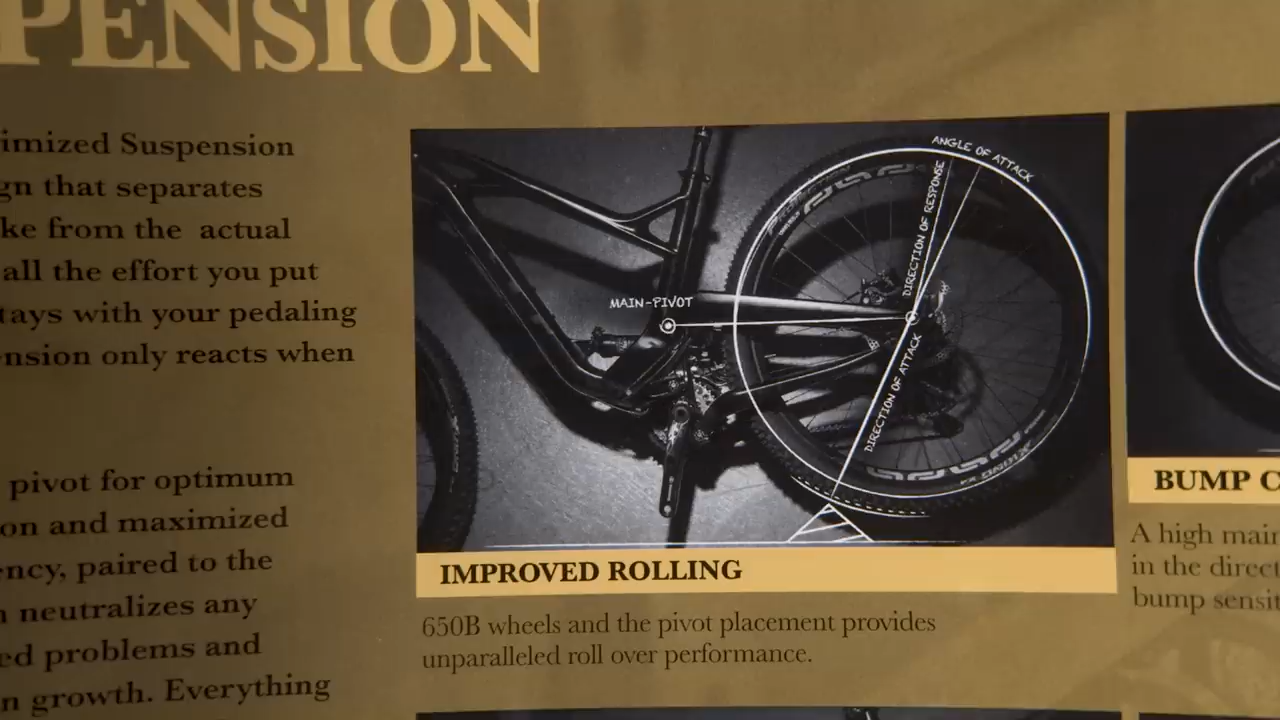 PENSION
imized Suspension
gn that separates
ke from the actual
all the effort you put
tays with your pedaling
ension only reacts when
pivot for optimum
on and maximized
ency, paired to the
n neutralizes any
ed problems and
n growth. Everything
ANGLE OF ATTACK
DIRECTION OF RESPONSE
MAIN-PIVOT
DIRECTION OF ATTACK
IMPROVED ROLLING
650B wheels and the pivot placement provides
unparalleled roll over performance.
BUMP C
A high main
in the direct
bump sensit